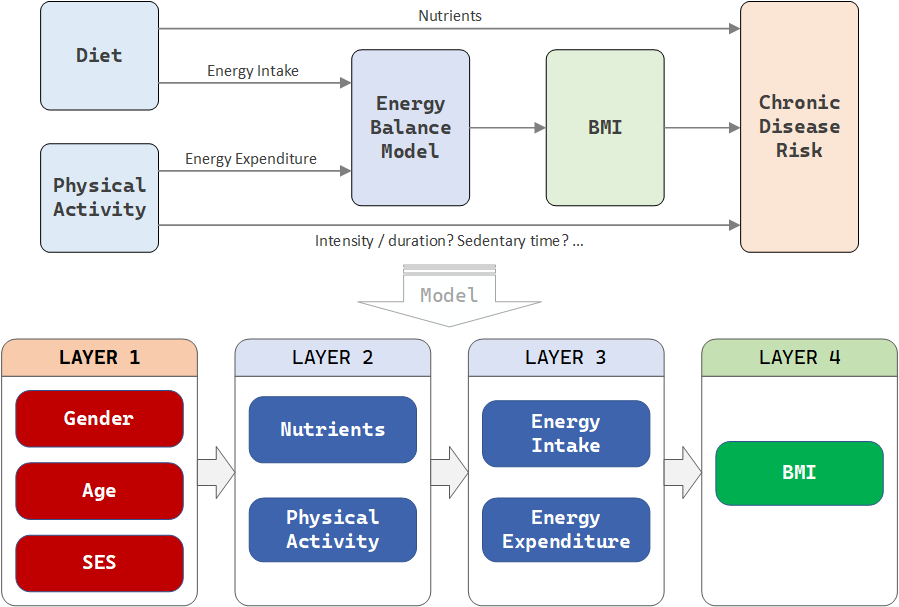 Nutrients
Diet
Energy Intake
Energy
Balance
Model
BMI
Chronic
Disease
Risk
Energy Expenditure
Physical
Activity
Intensity / duration? Sedentary time? ...
Model
LAYER 1
LAYER 2
LAYER 3
LAYER 4
Gender
Age
SES
Nutrients
Physical
Activity
Energy
Intake
Energy
Expenditure
BMI